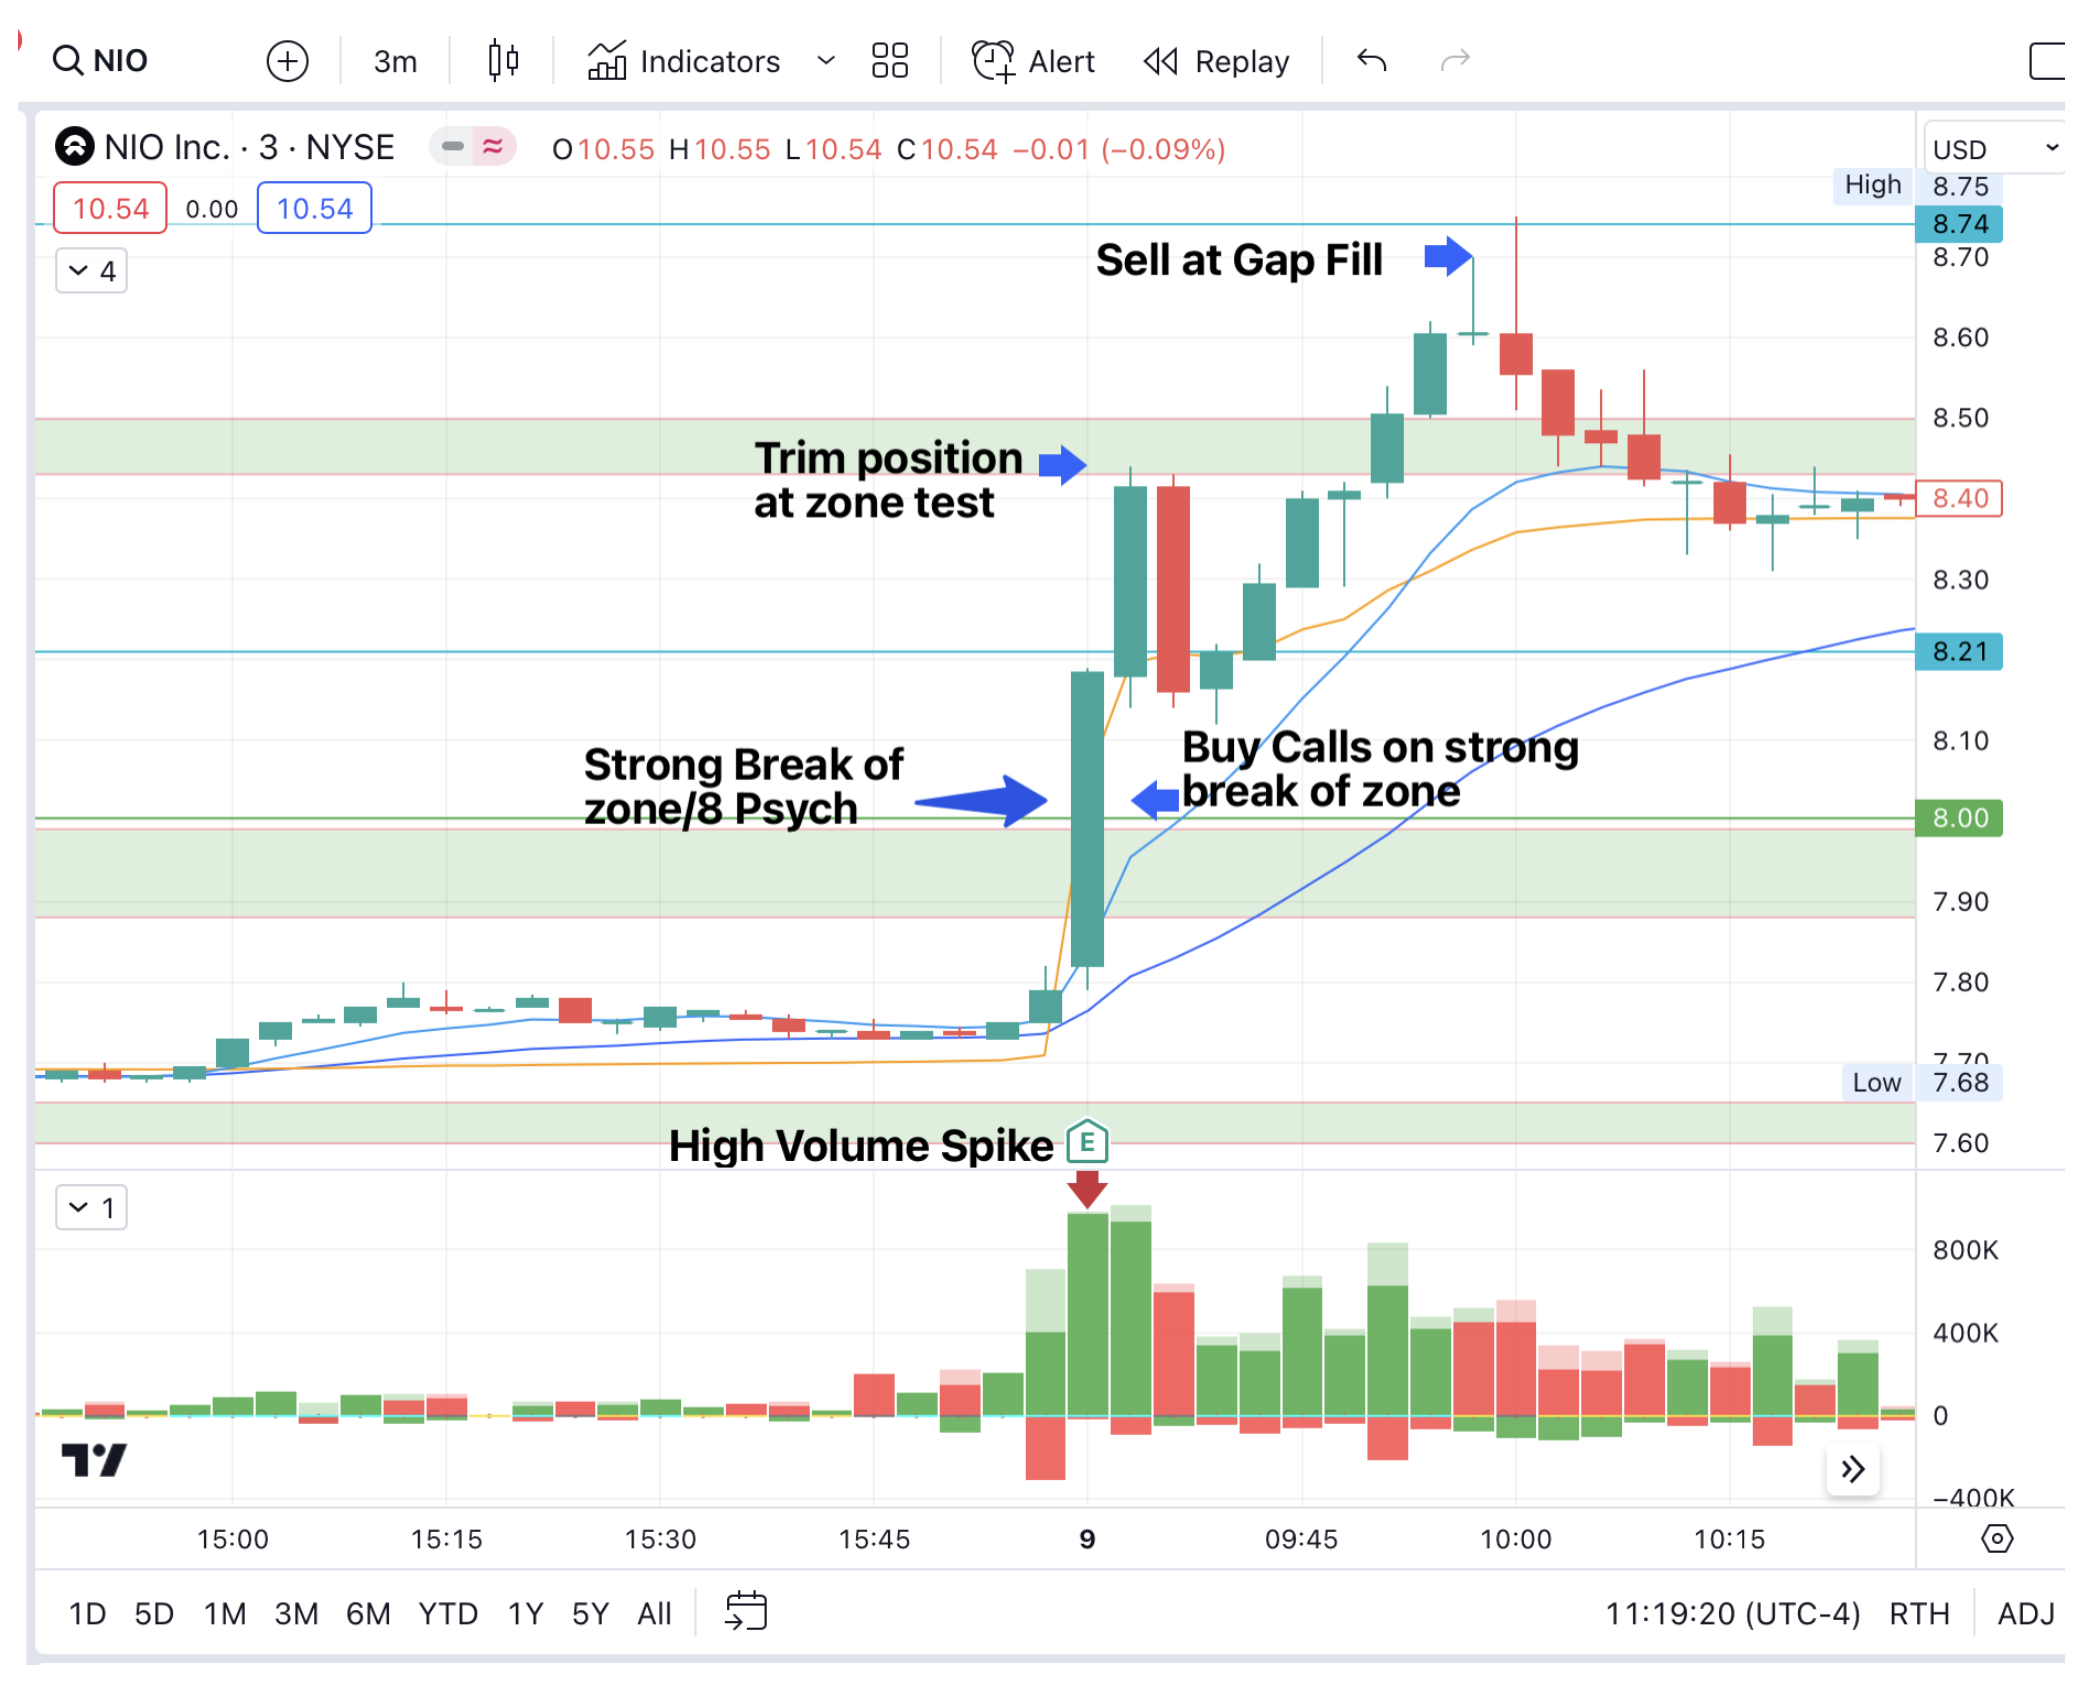 NIO
3m
Indicators
Alert
Replay
NIO Inc. · 3 · NYSE
O10.55 H10.55 L10.54 C10.54 −0.01 (−0.09%)
USD
10.54
0.00
10.54
4
High 8.75
8.74
8.70
Sell at Gap Fill
8.60
8.50
Trim position
at zone test
8.40
8.30
8.21
Strong Break of
zone/8 Psych
Buy Calls on strong
break of zone
8.10
8.00
7.90
7.80
7.70
Low 7.68
7.60
High Volume Spike
E
1
800K
400K
0
−400K
15:00 15:15 15:30 15:45 9 09:45 10:00 10:15
1D 5D 1M 3M 6M YTD 1Y 5Y All
11:19:20 (UTC-4) RTH ADJ